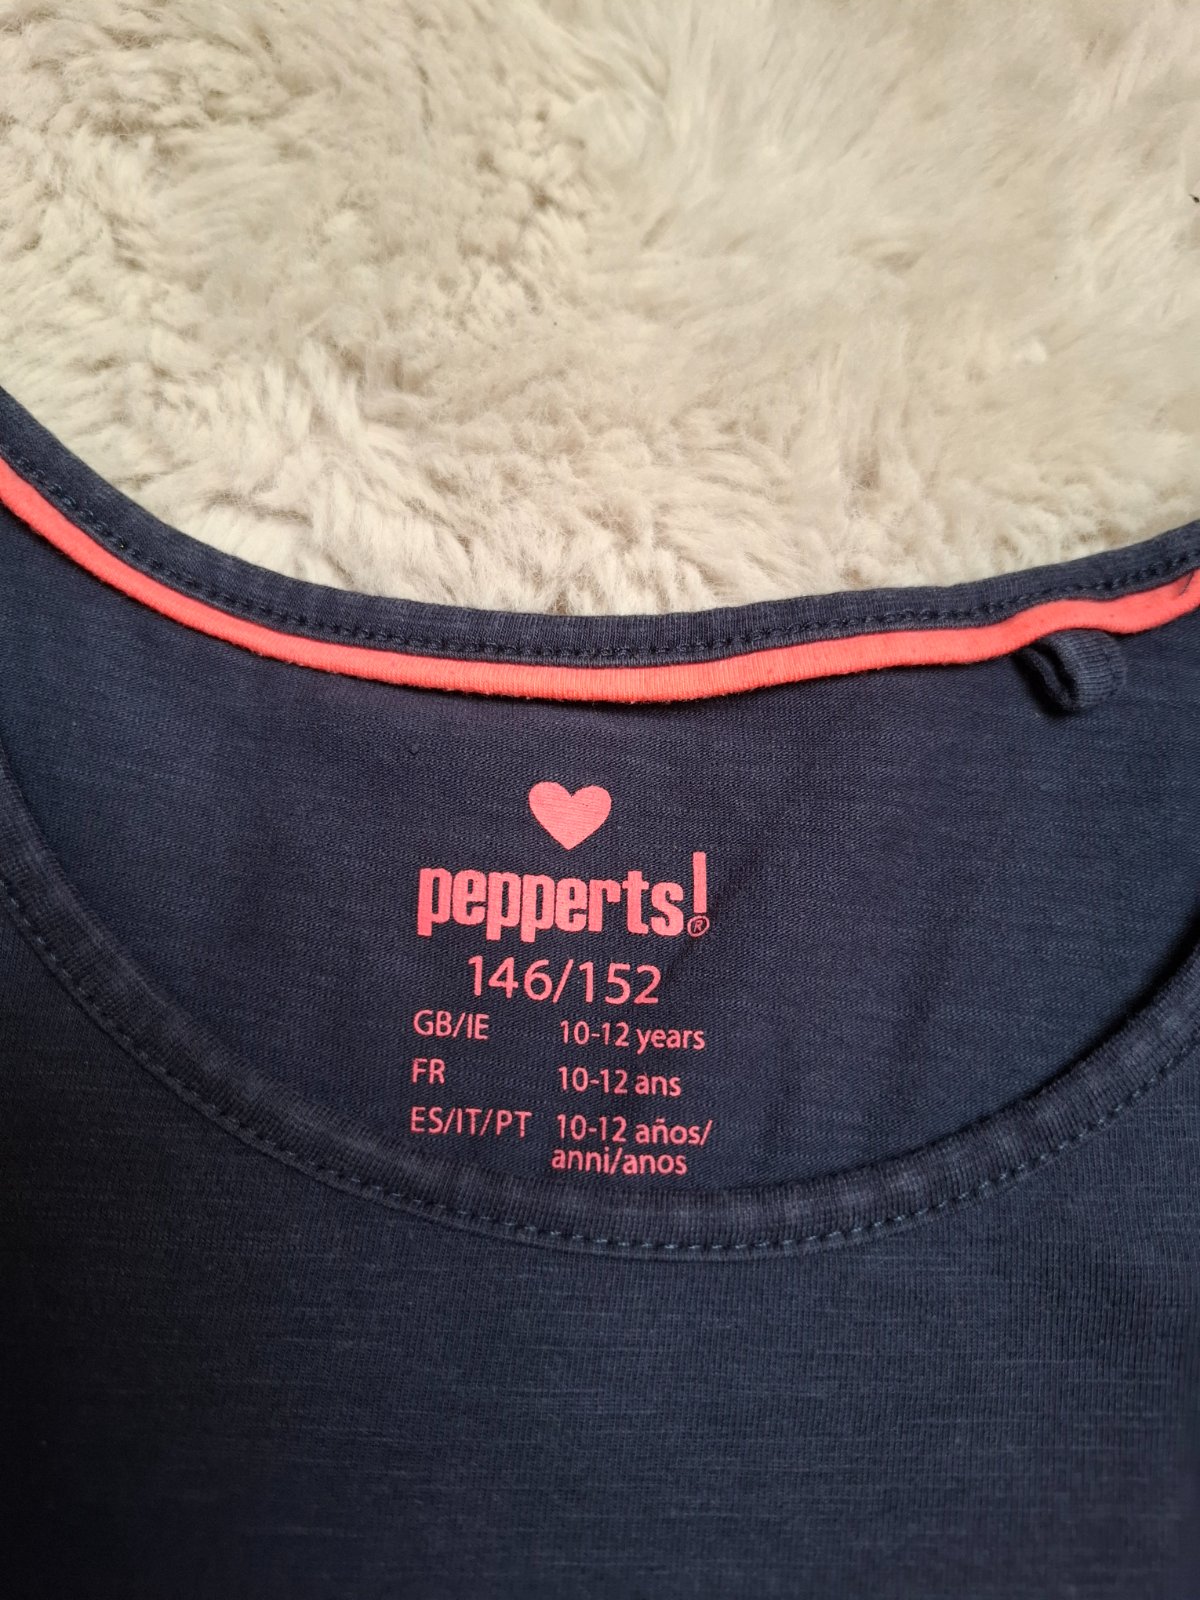 pepperts!®
146/152
GB/IE 10-12 years
FR 10-12 ans
ES/IT/PT 10-12 años/
anni/anos